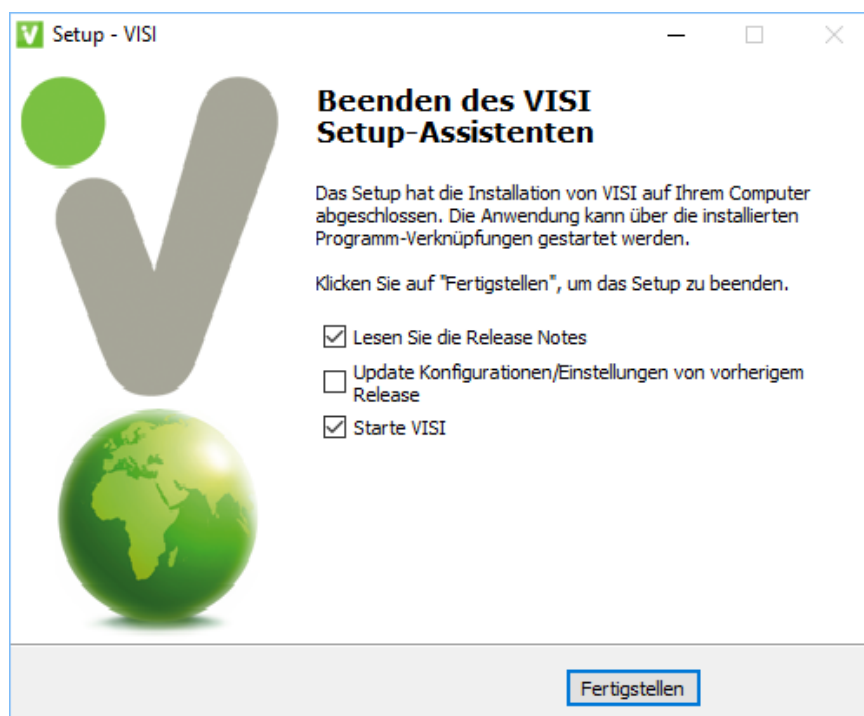 Setup - VISI
Beenden des VISI
Setup-Assistenten
Das Setup hat die Installation von VISI auf Ihrem Computer
abgeschlossen. Die Anwendung kann über die installierten
Programm-Verknüpfungen gestartet werden.
Klicken Sie auf "Fertigstellen", um das Setup zu beenden.
Lesen Sie die Release Notes
Update Konfigurationen/Einstellungen von vorherigem
Release
Starte VISI
Fertigstellen